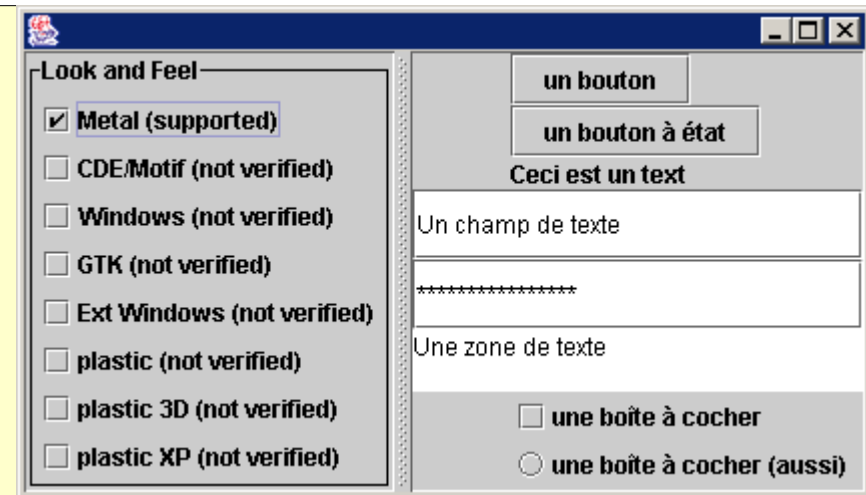 Look and Feel
Metal (supported)
CDE/Motif (not verified)
Windows (not verified)
GTK (not verified)
Ext Windows (not verified)
plastic (not verified)
plastic 3D (not verified)
plastic XP (not verified)
un bouton
un bouton à état
Ceci est un text
Un champ de texte
****************
Une zone de texte
une boîte à cocher
une boîte à cocher (aussi)